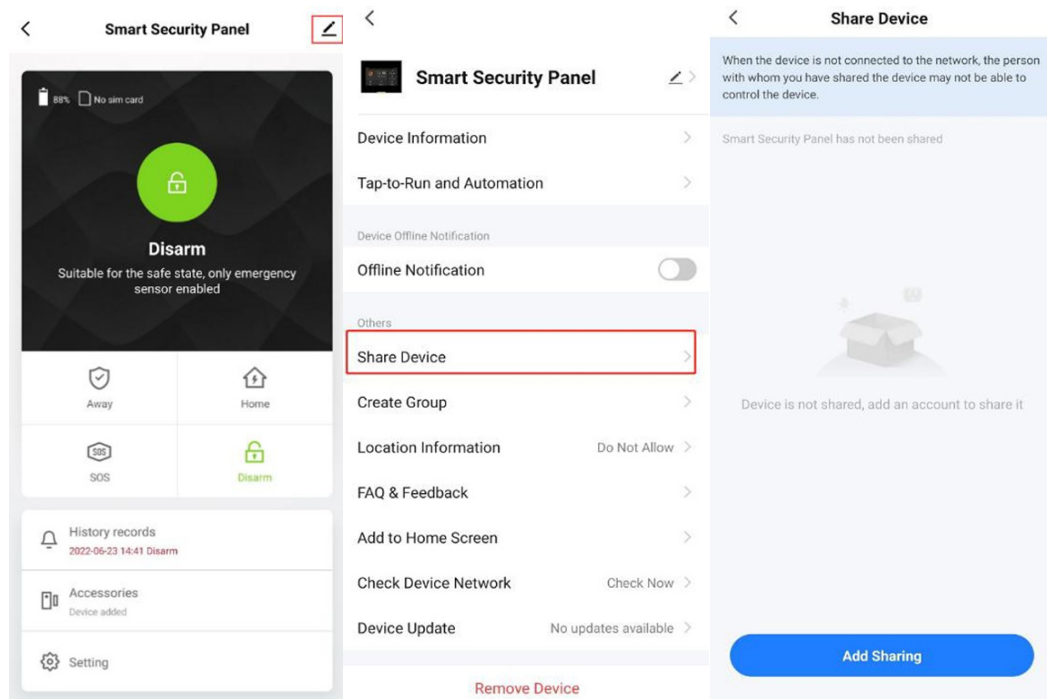 Smart Security Panel
88%
No sim card
Disarm
Suitable for the safe state, only emergency
sensor enabled
Away
Home
SOS
SOS
Disarm
History records
2022-06-23 14:41 Disarm
Accessories
Device added
Setting
Smart Security Panel
Device Information
Tap-to-Run and Automation
Device Offline Notification
Offline Notification
Others
Share Device
Create Group
Location Information Do Not Allow
FAQ & Feedback
Add to Home Screen
Check Device Network Check Now
Device Update No updates available
Remove Device
Share Device
When the device is not connected to the network, the person
with whom you have shared the device may not be able to
control the device.
Smart Security Panel has not been shared
Device is not shared, add an account to share it
Add Sharing